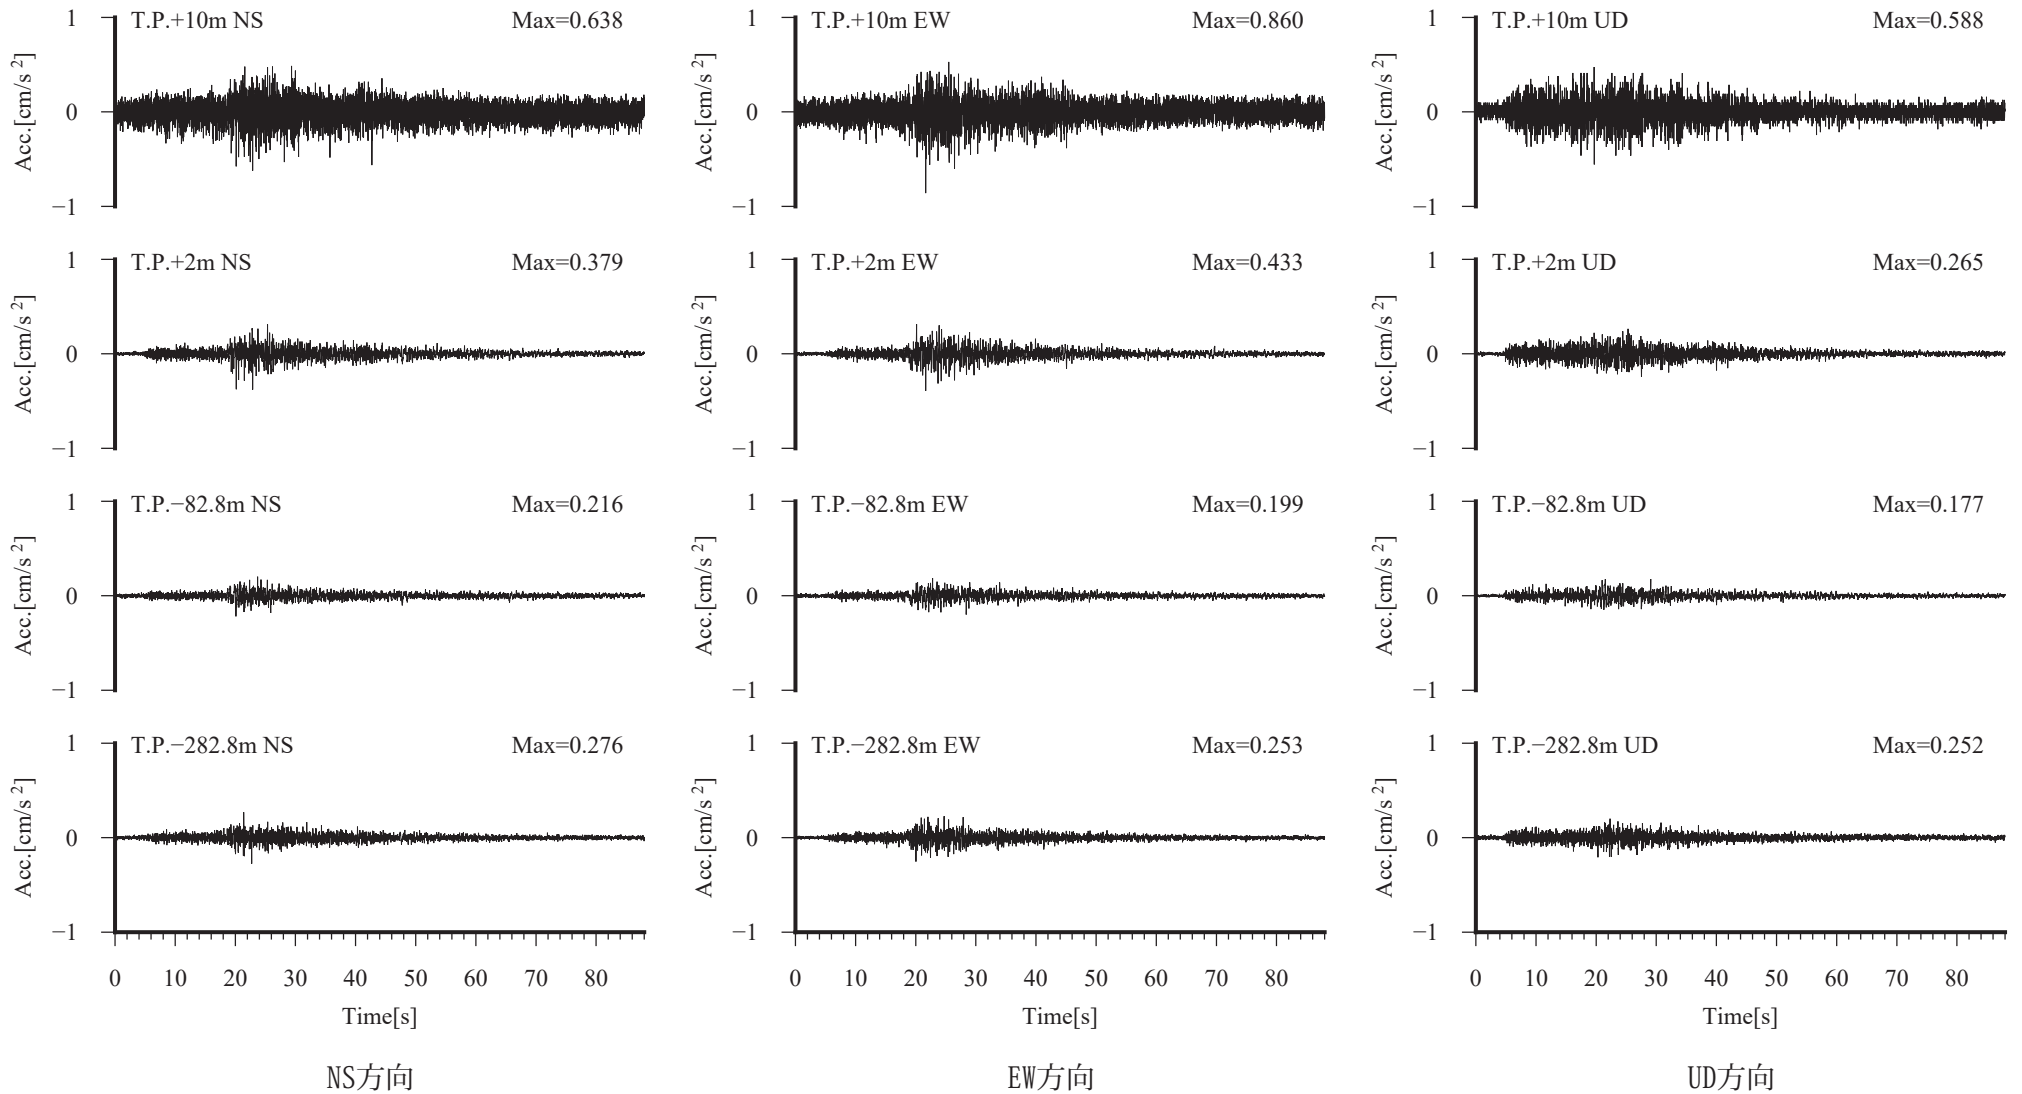 T.P.+10m NS Max=0.638
1
0
−1
Acc.[cm/s²]
T.P.+2m NS Max=0.379
1
0
−1
Acc.[cm/s²]
T.P.−82.8m NS Max=0.216
1
0
−1
Acc.[cm/s²]
T.P.−282.8m NS Max=0.276
1
0
−1
Acc.[cm/s²]
0 10 20 30 40 50 60 70 80
Time[s]
NS方向
T.P.+10m EW Max=0.860
1
0
−1
Acc.[cm/s²]
T.P.+2m EW Max=0.433
1
0
−1
Acc.[cm/s²]
T.P.−82.8m EW Max=0.199
1
0
−1
Acc.[cm/s²]
T.P.−282.8m EW Max=0.253
1
0
−1
Acc.[cm/s²]
0 10 20 30 40 50 60 70 80
Time[s]
EW方向
T.P.+10m UD Max=0.588
1
0
−1
Acc.[cm/s²]
T.P.+2m UD Max=0.265
1
0
−1
Acc.[cm/s²]
T.P.−82.8m UD Max=0.177
1
0
−1
Acc.[cm/s²]
T.P.−282.8m UD Max=0.252
1
0
−1
Acc.[cm/s²]
0 10 20 30 40 50 60 70 80
Time[s]
UD方向